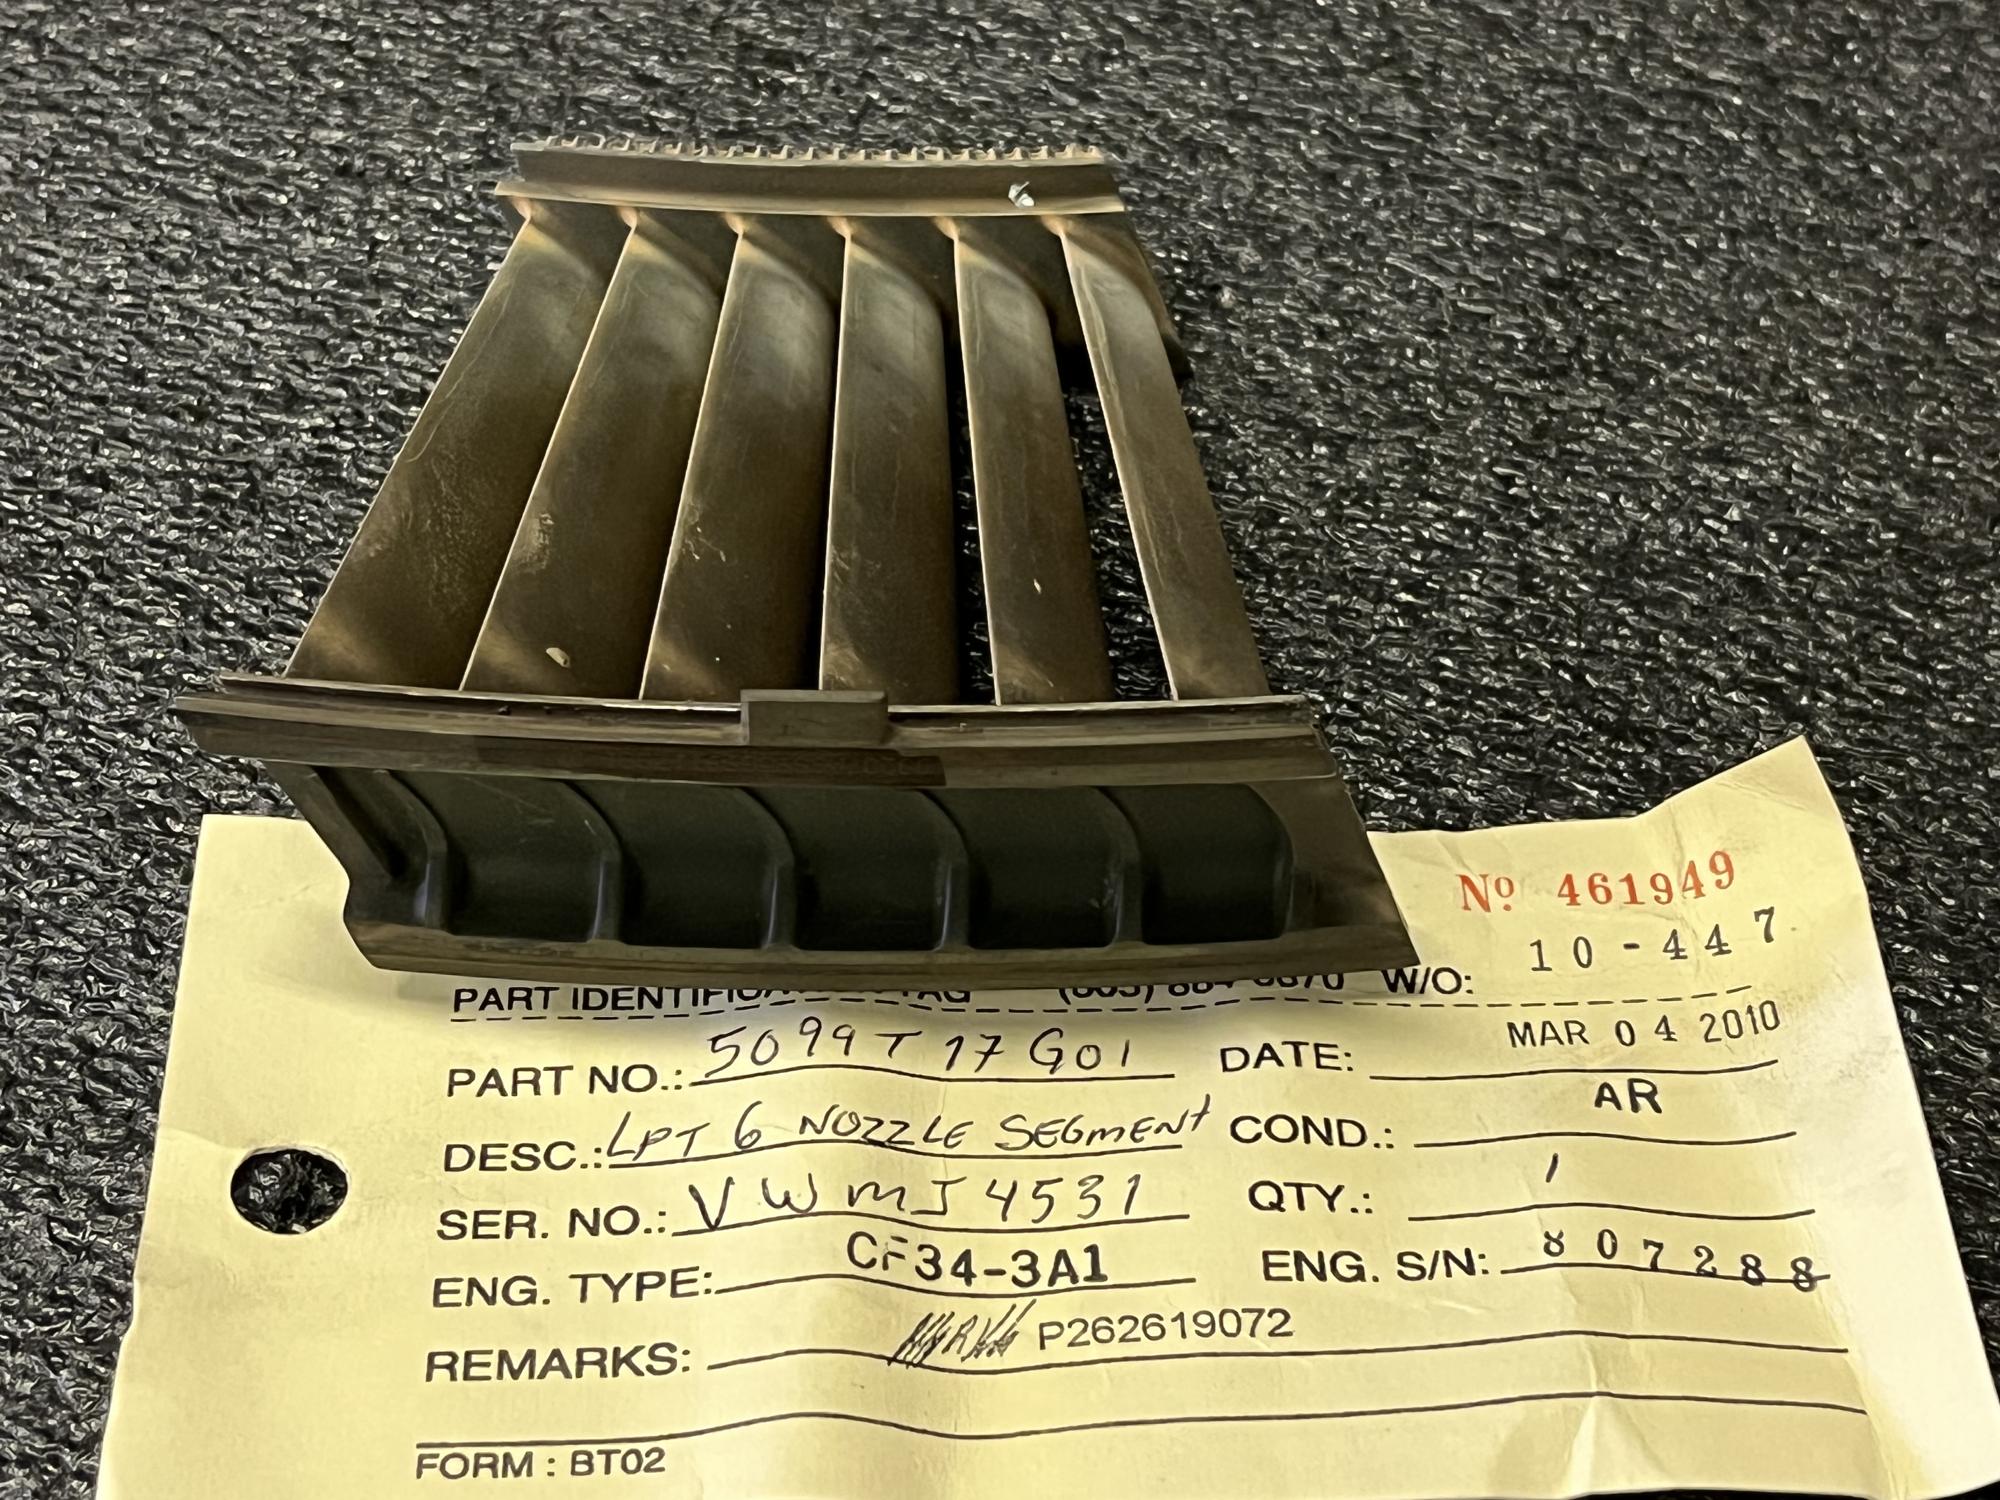 Nº 461949
10-447
PART W/O:
PART NO.: 5099T17G01 DATE: MAR 04 2010
DESC.: LPT 6 NOZZLE SEGMENT COND.: AR
SER. NO.: VWMJ4531 QTY.: 1
ENG. TYPE: CF34-3A1 ENG. S/N: 807288
REMARKS: P262619072
FORM : BT02